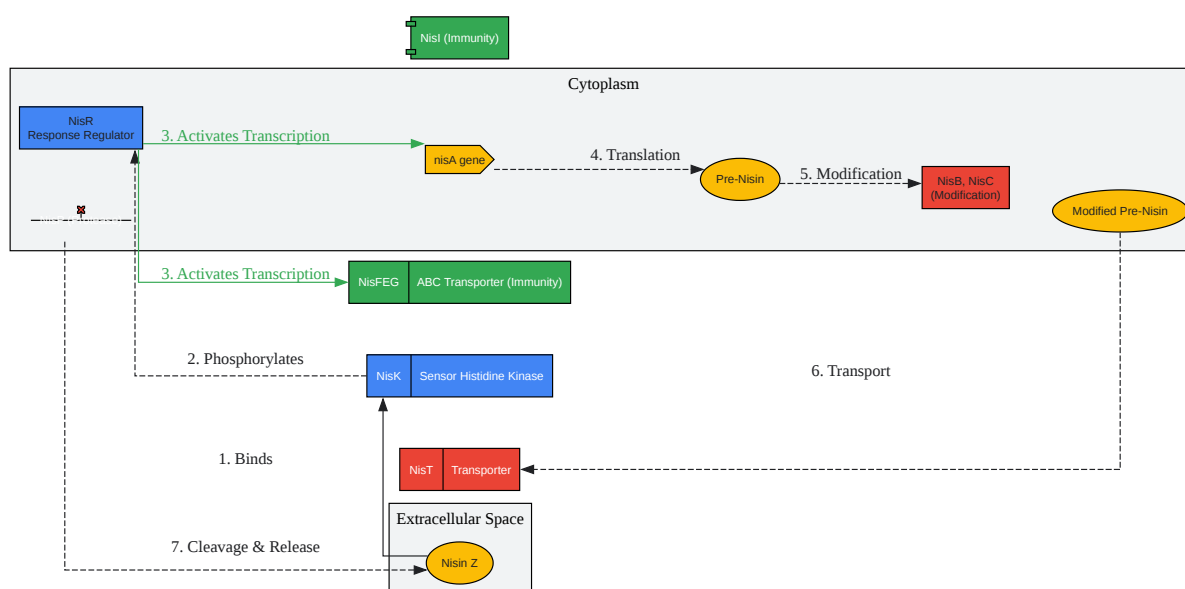 NisI (Immunity)
Cytoplasm
NisR
Response Regulator
3. Activates Transcription
nisA gene
4. Translation
Pre-Nisin
5. Modification
NisB, NisC
(Modification)
Modified Pre-Nisin
3. Activates Transcription
NisFEG
ABC Transporter (Immunity)
2. Phosphorylates
NisK
Sensor Histidine Kinase
6. Transport
1. Binds
NisT
Transporter
Extracellular Space
7. Cleavage & Release
Nisin Z